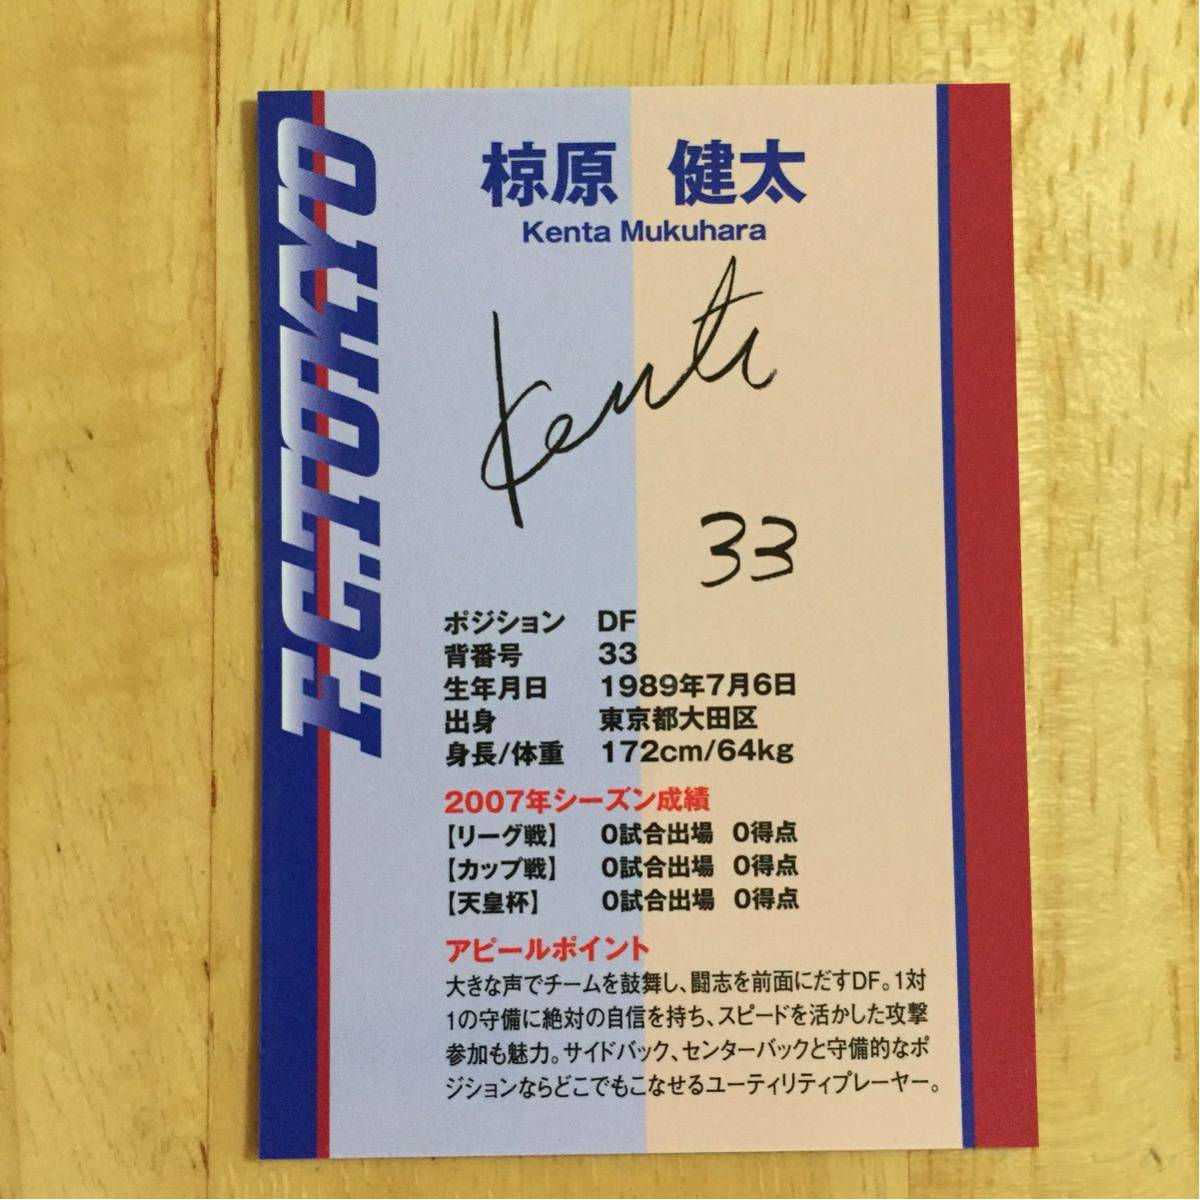 F.C.TOKYO
椋原 健太
Kenta Mukuhara
Kenta
33
ポジション DF
背番号 33
生年月日 1989年7月6日
出身 東京都大田区
身長/体重 172cm/64kg
2007年シーズン成績
【リーグ戦】 0試合出場 0得点
【カップ戦】 0試合出場 0得点
【天皇杯】 0試合出場 0得点
アピールポイント
大きな声でチームを鼓舞し、闘志を前面にだすDF。1対
1の守備に絶対の自信を持ち、スピードを活かした攻撃
参加も魅力。サイドバック、センターバックと守備的なポ
ジションならどこでもこなせるユーティリティプレーヤー。